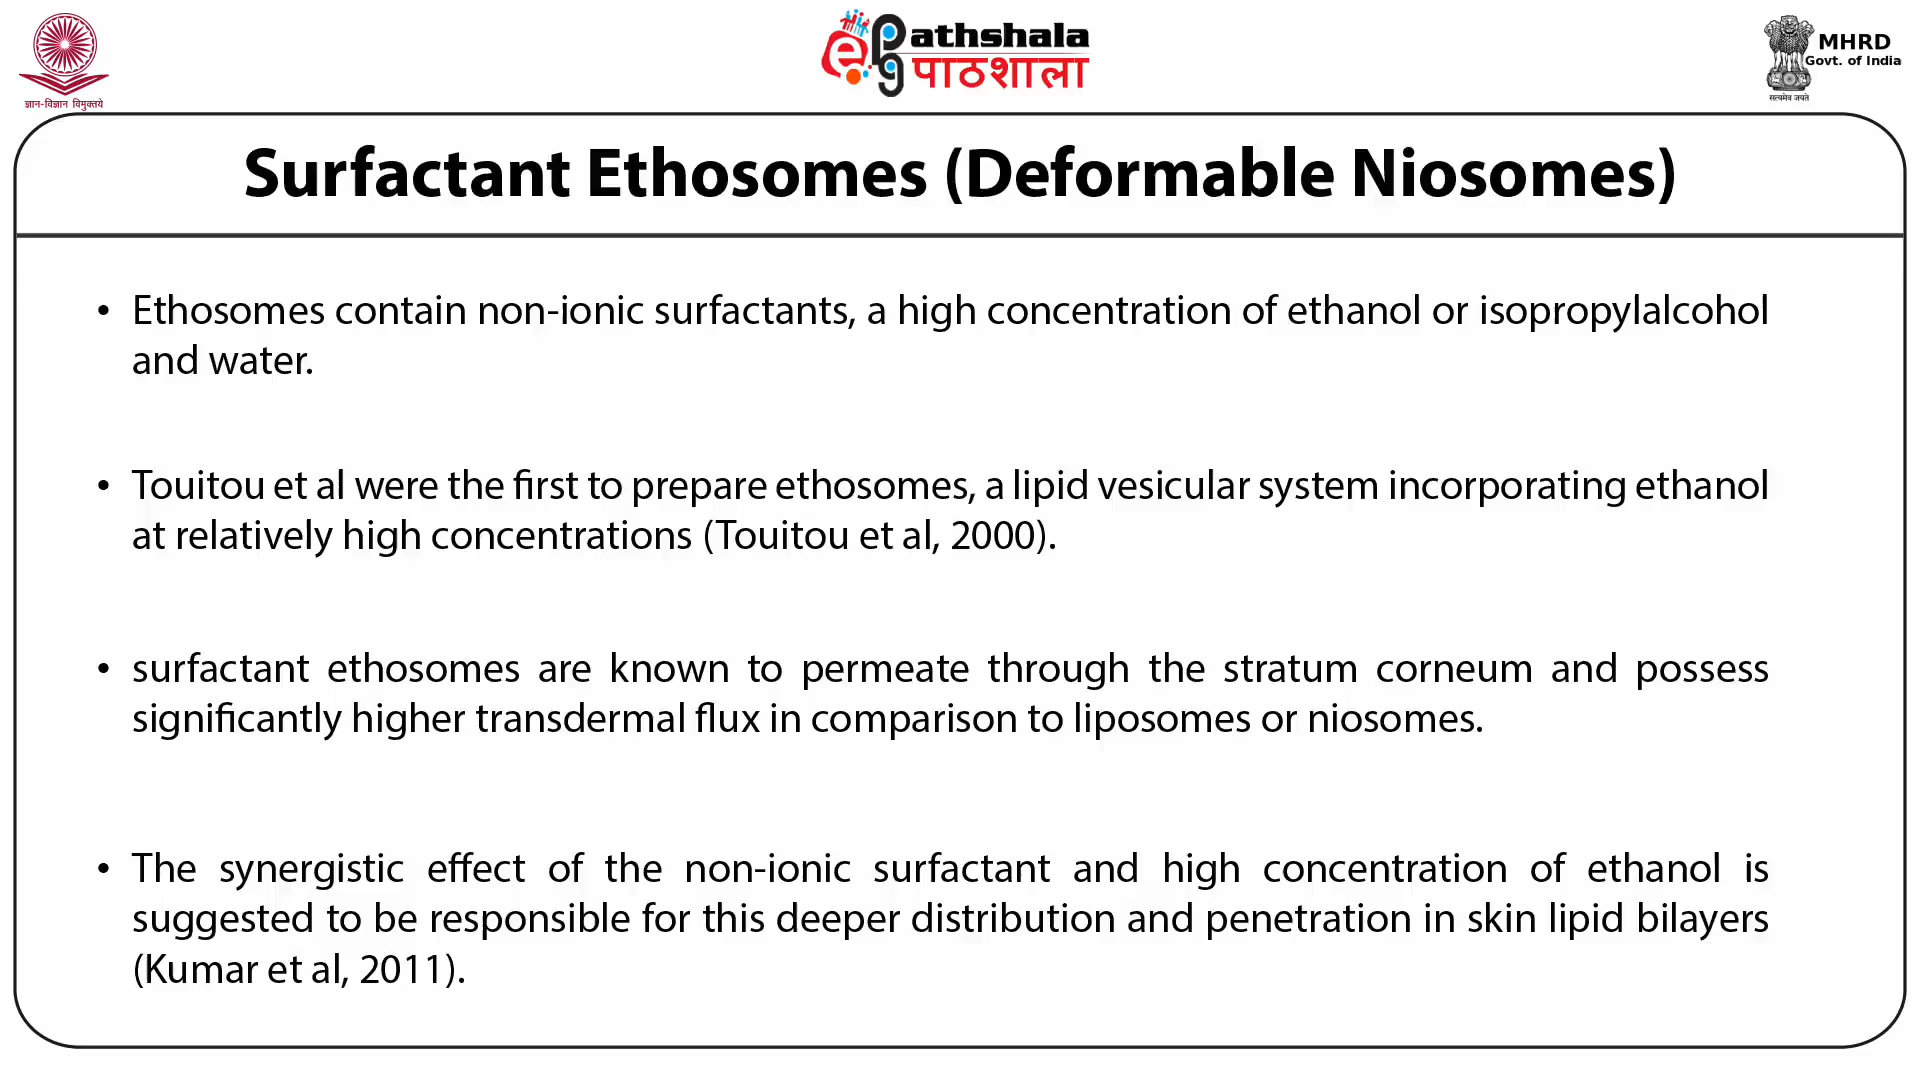 ज्ञान-विज्ञान विमुक्तये
ePathshala
पाठशाला
MHRD
Govt. of India
सत्यमेव जयते
Surfactant Ethosomes (Deformable Niosomes)
• Ethosomes contain non-ionic surfactants, a high concentration of ethanol or isopropylalcohol
and water.
• Touitou et al were the first to prepare ethosomes, a lipid vesicular system incorporating ethanol
at relatively high concentrations (Touitou et al, 2000).
• surfactant ethosomes are known to permeate through the stratum corneum and possess
significantly higher transdermal flux in comparison to liposomes or niosomes.
• The synergistic effect of the non-ionic surfactant and high concentration of ethanol is
suggested to be responsible for this deeper distribution and penetration in skin lipid bilayers
(Kumar et al, 2011).